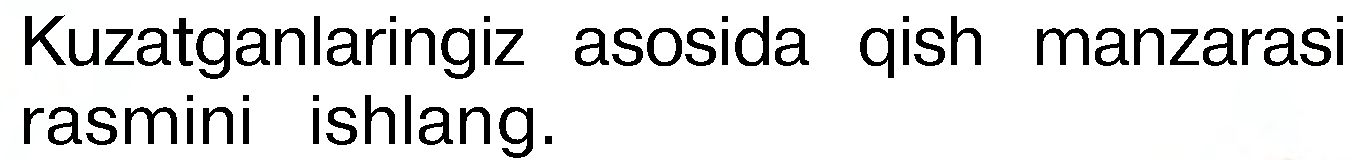 Kuzatganlaringiz asosida qish manzarasi
rasmini ishlang.